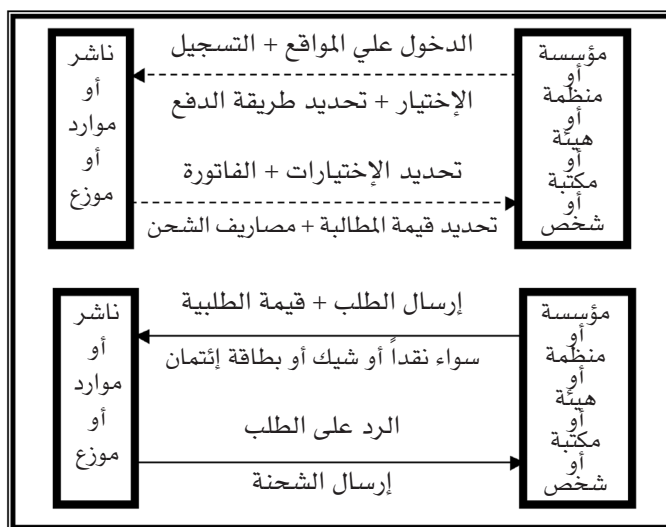 مؤسسة
أو
منظمة
أو
هيئة
أو
مكتبة
أو
شخص
الدخول علي المواقع + التسجيل
الإختيار + تحديد طريقة الدفع
تحديد الإختيارات + الفاتورة
تحديد قيمة المطالبة + مصاريف الشحن
ناشر
أو
موارد
أو
موزع
مؤسسة
أو
منظمة
أو
هيئة
أو
مكتبة
أو
شخص
إرسال الطلب + قيمة الطلبية
سواء نقداً أو شيك أو بطاقة إئتمان
الرد على الطلب
إرسال الشحنة
ناشر
أو
موارد
أو
موزع